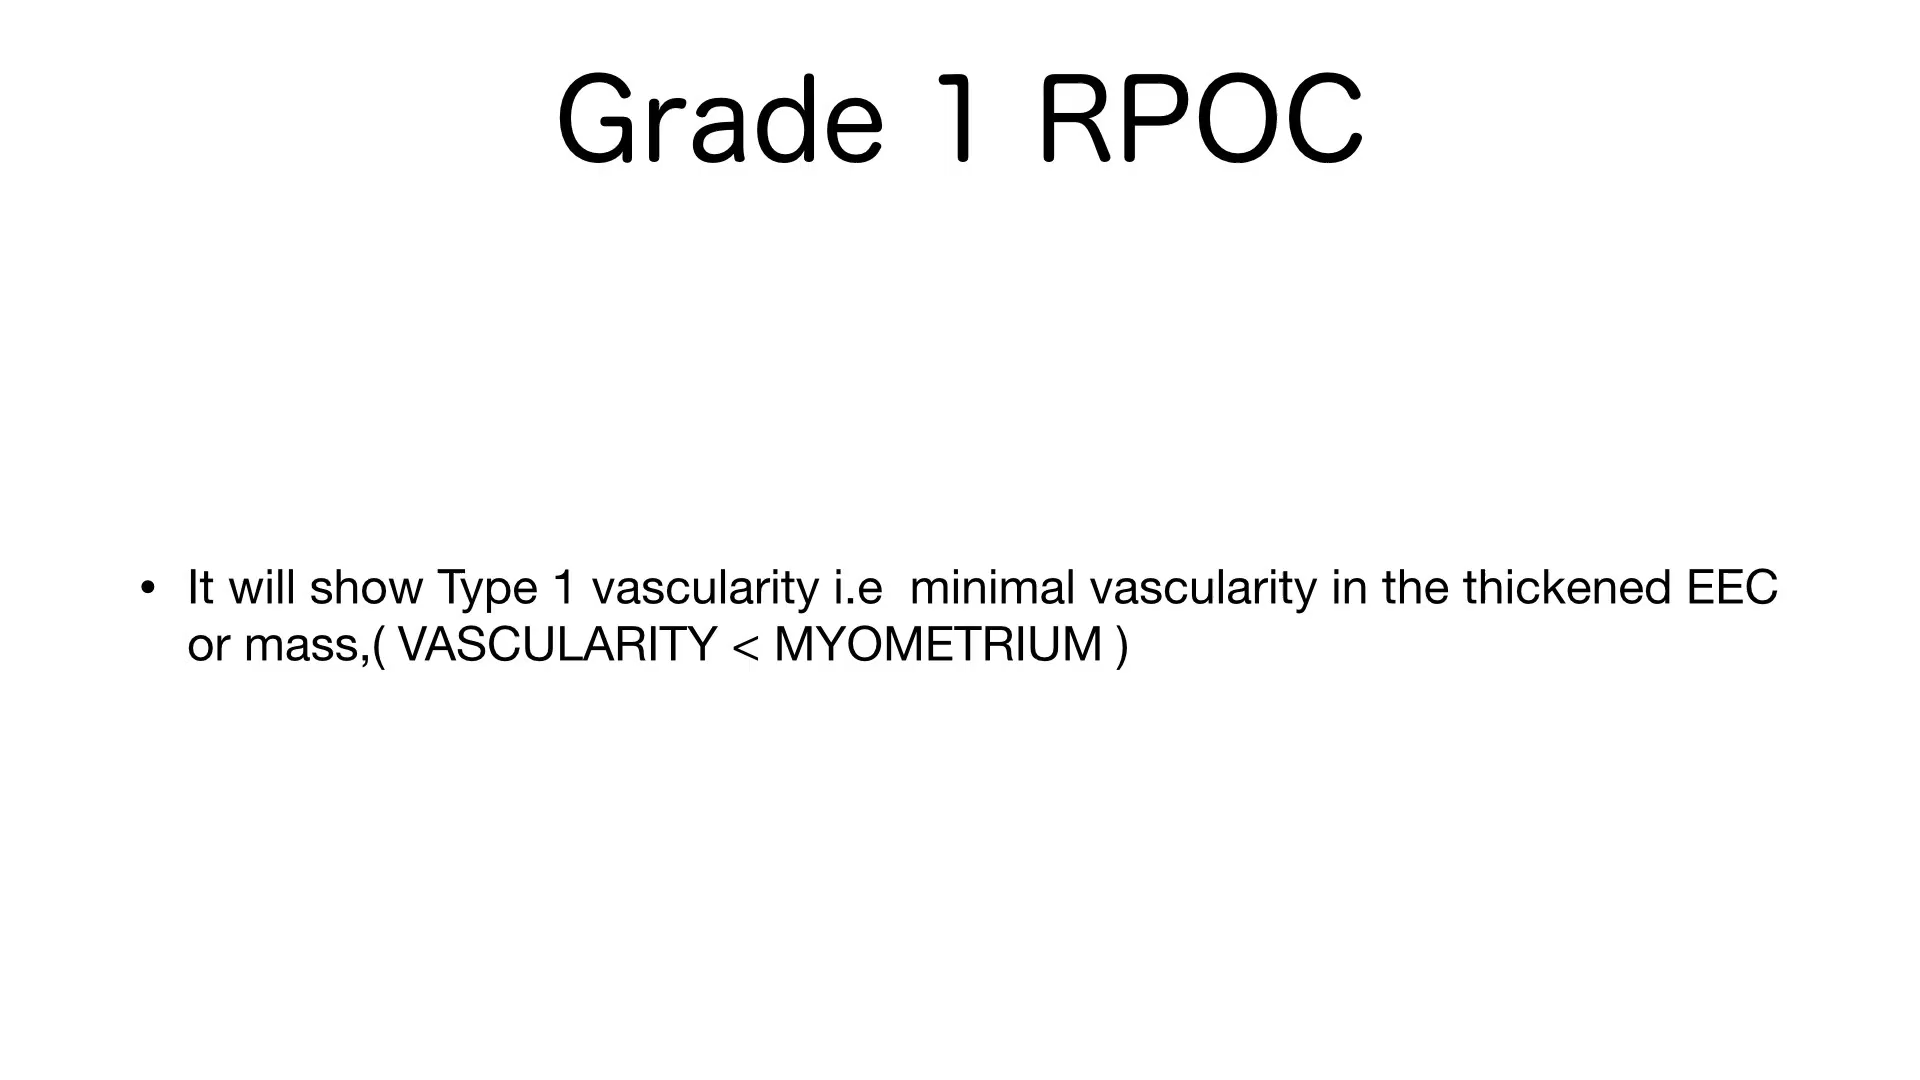 Grade 1 RPOC
• It will show Type 1 vascularity i.e  minimal vascularity in the thickened EEC
or mass,( VASCULARITY < MYOMETRIUM )